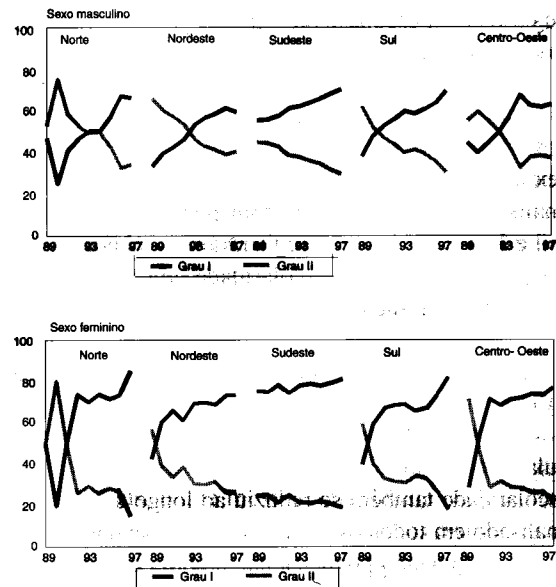 Sexo masculino
100 Norte Nordeste Sudeste Sul Centro-Oeste
80
60
40
20
0
89 93 97 89 93 97 89 93 97 89 93 97 89 93 97
Grau I Grau II
Sexo feminino
100
Norte Nordeste Sudeste Sul Centro- Oeste
80
60
40
20
0
89 93 97 89 93 97 89 93 97 89 93 97 89 93 97
Grau I Grau II